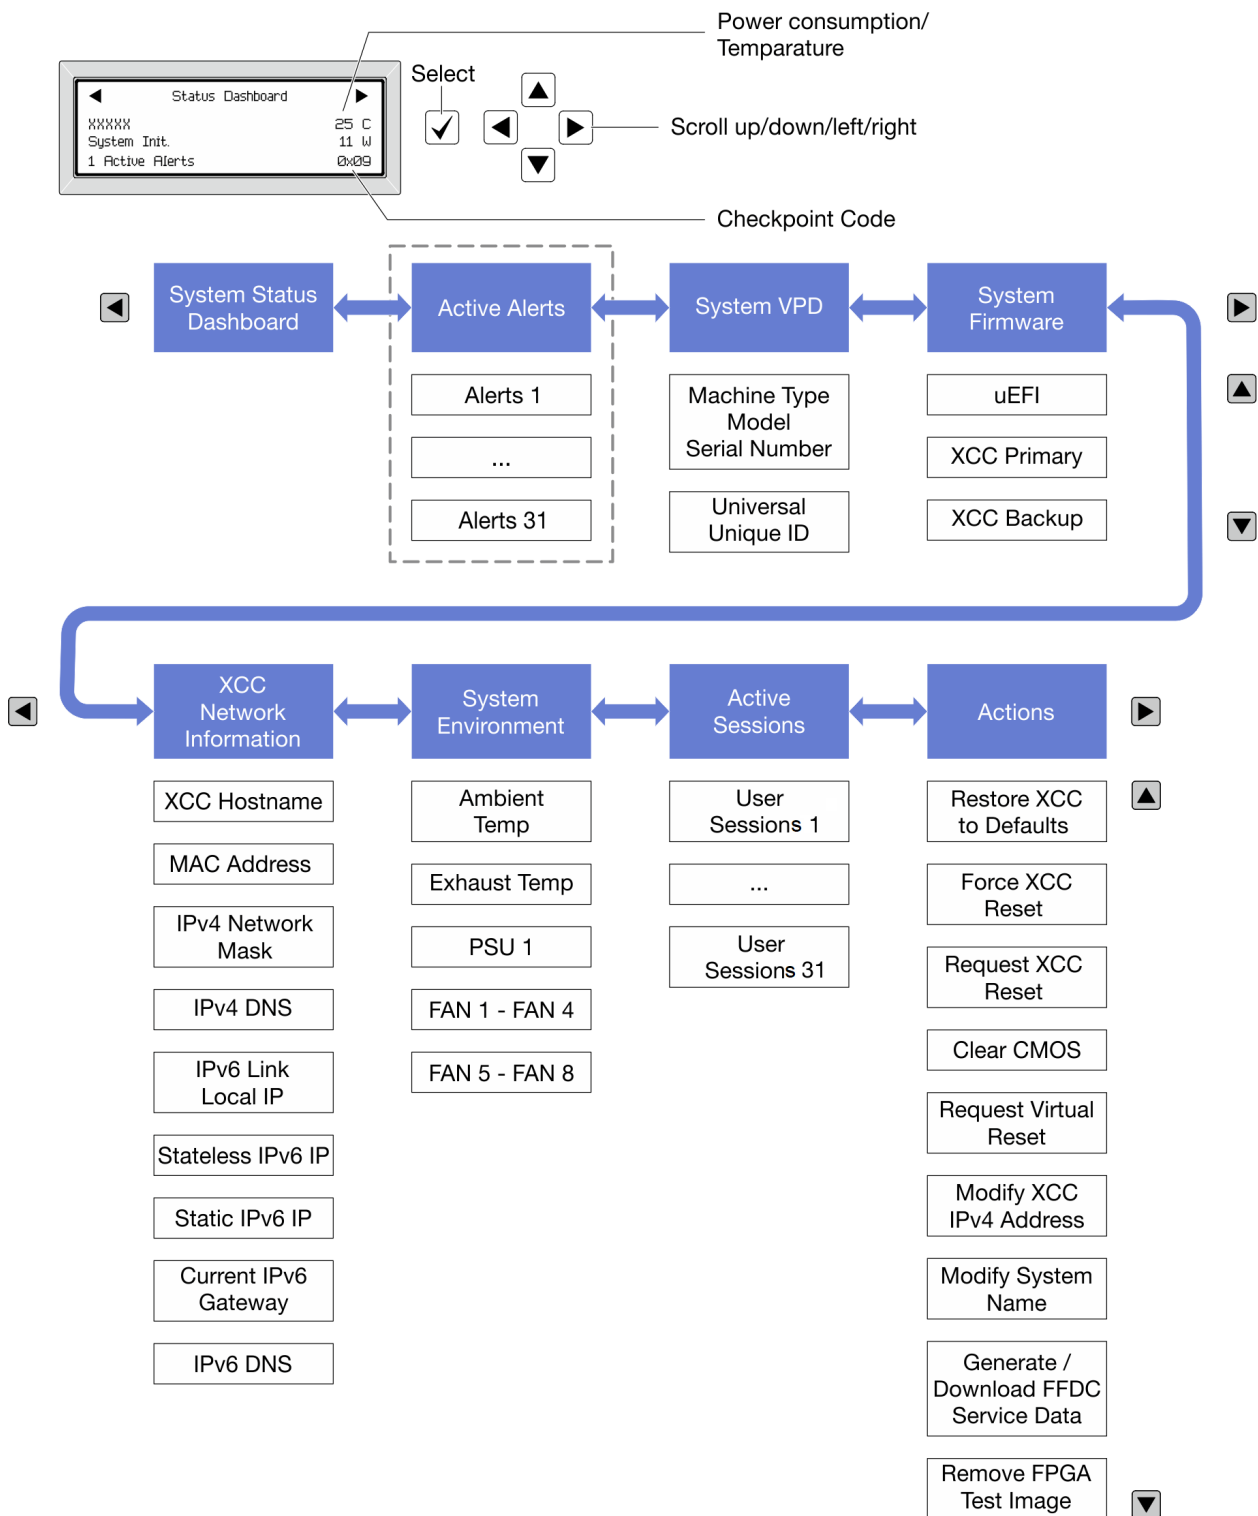 Power consumption/
Temparature
Select
Status Dashboard
XXXXX 25 C
System Init. 11 W
1 Active Alerts 0x09
Scroll up/down/left/right
Checkpoint Code
System Status
Dashboard
Active Alerts
Alerts 1
...
Alerts 31
System VPD
Machine Type
Model
Serial Number
Universal
Unique ID
System
Firmware
uEFI
XCC Primary
XCC Backup
XCC
Network
Information
XCC Hostname
MAC Address
IPv4 Network
Mask
IPv4 DNS
IPv6 Link
Local IP
Stateless IPv6 IP
Static IPv6 IP
Current IPv6
Gateway
IPv6 DNS
System
Environment
Ambient
Temp
Exhaust Temp
PSU 1
FAN 1 - FAN 4
FAN 5 - FAN 8
Active
Sessions
User
Sessions 1
...
User
Sessions 31
Actions
Restore XCC
to Defaults
Force XCC
Reset
Request XCC
Reset
Clear CMOS
Request Virtual
Reset
Modify XCC
IPv4 Address
Modify System
Name
Generate /
Download FFDC
Service Data
Remove FPGA
Test Image